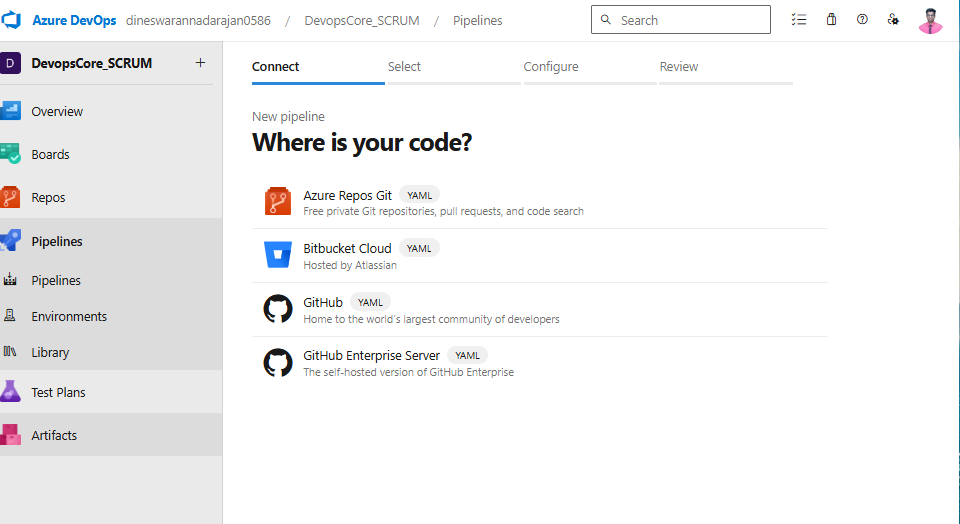 Azure DevOps dineswarannadarajan0586 / DevopsCore_SCRUM / Pipelines Search
D DevopsCore_SCRUM +
Overview
Boards
Repos
Pipelines
Pipelines
Environments
Library
Test Plans
Artifacts
Connect Select Configure Review
New pipeline
Where is your code?
Azure Repos Git YAML
Free private Git repositories, pull requests, and code search
Bitbucket Cloud YAML
Hosted by Atlassian
GitHub YAML
Home to the world's largest community of developers
GitHub Enterprise Server YAML
The self-hosted version of GitHub Enterprise